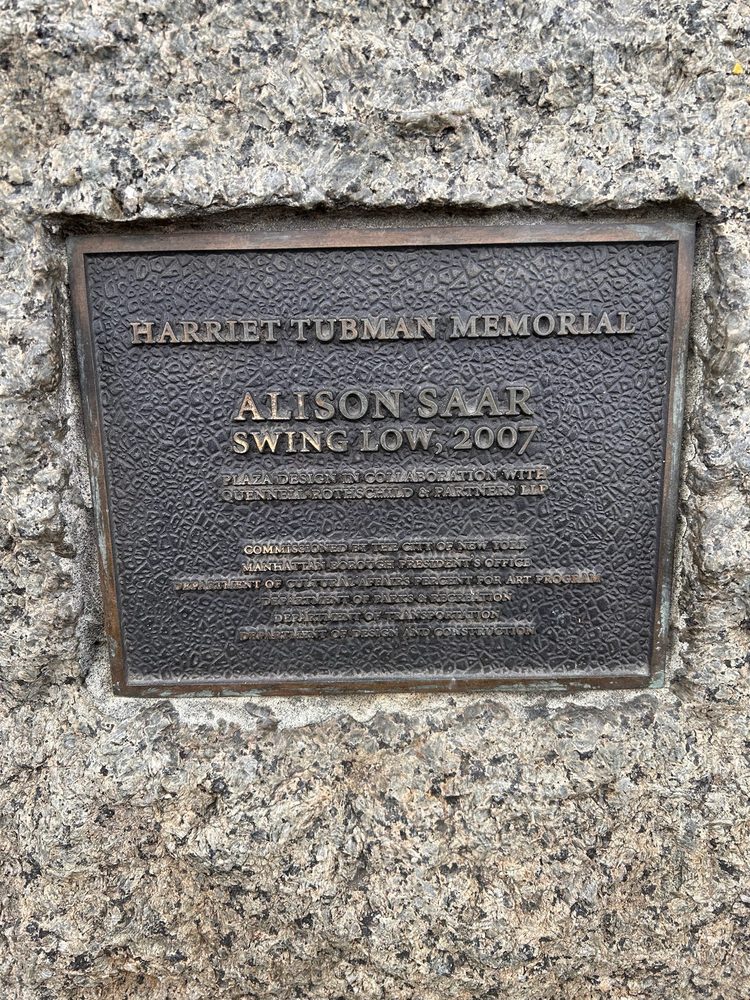 HARRIET TUBMAN MEMORIAL
ALISON SAAR
SWING LOW, 2007
PLAZA DESIGN IN COLLABORATION WITH
QUENNELL ROTHSCHILD & PARTNERS LLP
COMMISSIONED BY THE CITY OF NEW YORK
MANHATTAN BOROUGH PRESIDENT'S OFFICE
DEPARTMENT OF CULTURAL AFFAIRS PERCENT FOR ART PROGRAM
DEPARTMENT OF PARKS & RECREATION
DEPARTMENT OF TRANSPORTATION
DEPARTMENT OF DESIGN AND CONSTRUCTION